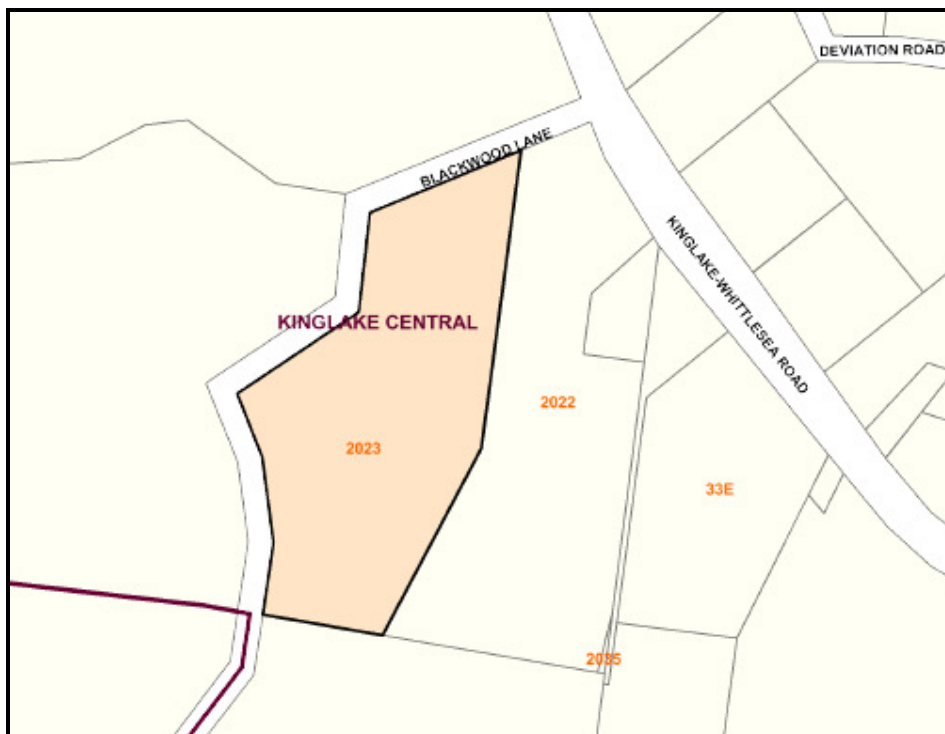 DEVIATION ROAD
BLACKWOOD LANE
KINGLAKE-WHITTLESEA ROAD
KINGLAKE CENTRAL
2022
2023
33E
2035